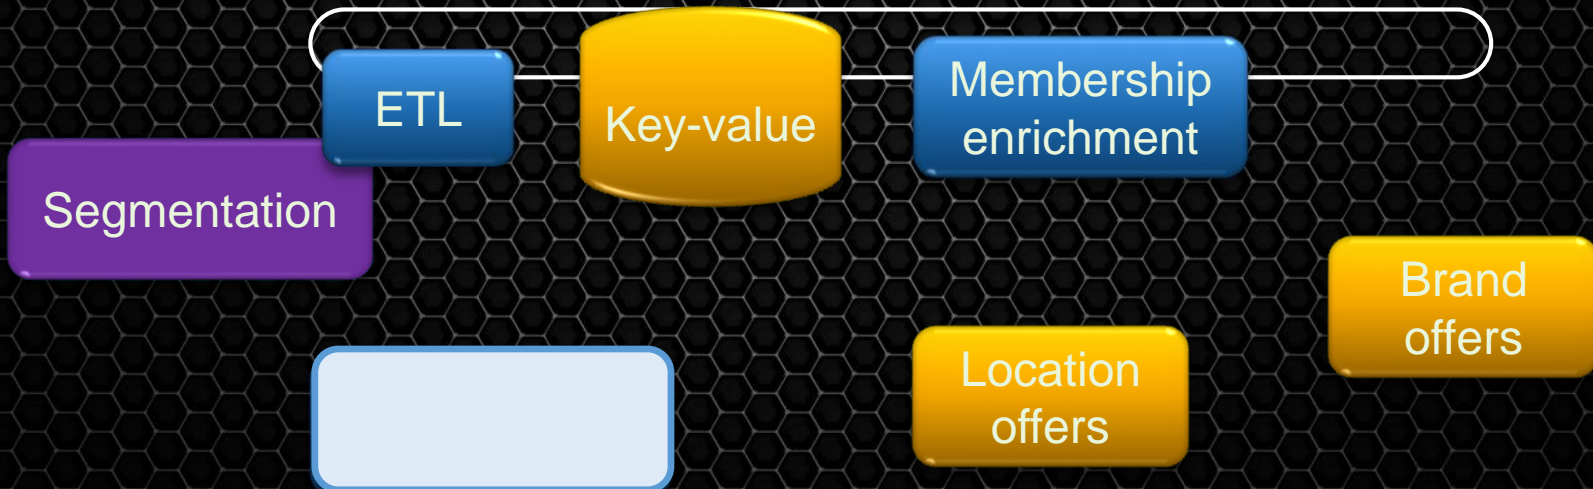 ETL
Key-value
Membership
enrichment
Segmentation
Brand
offers
Location
offers